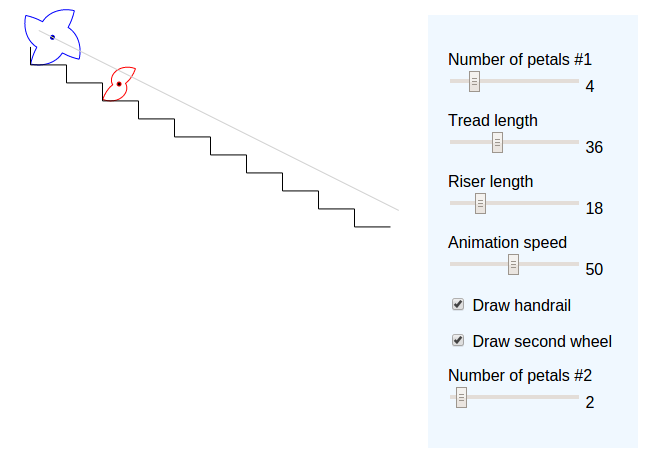 Number of petals #1
4
Tread length
36
Riser length
18
Animation speed
50
Draw handrail
Draw second wheel
Number of petals #2
2